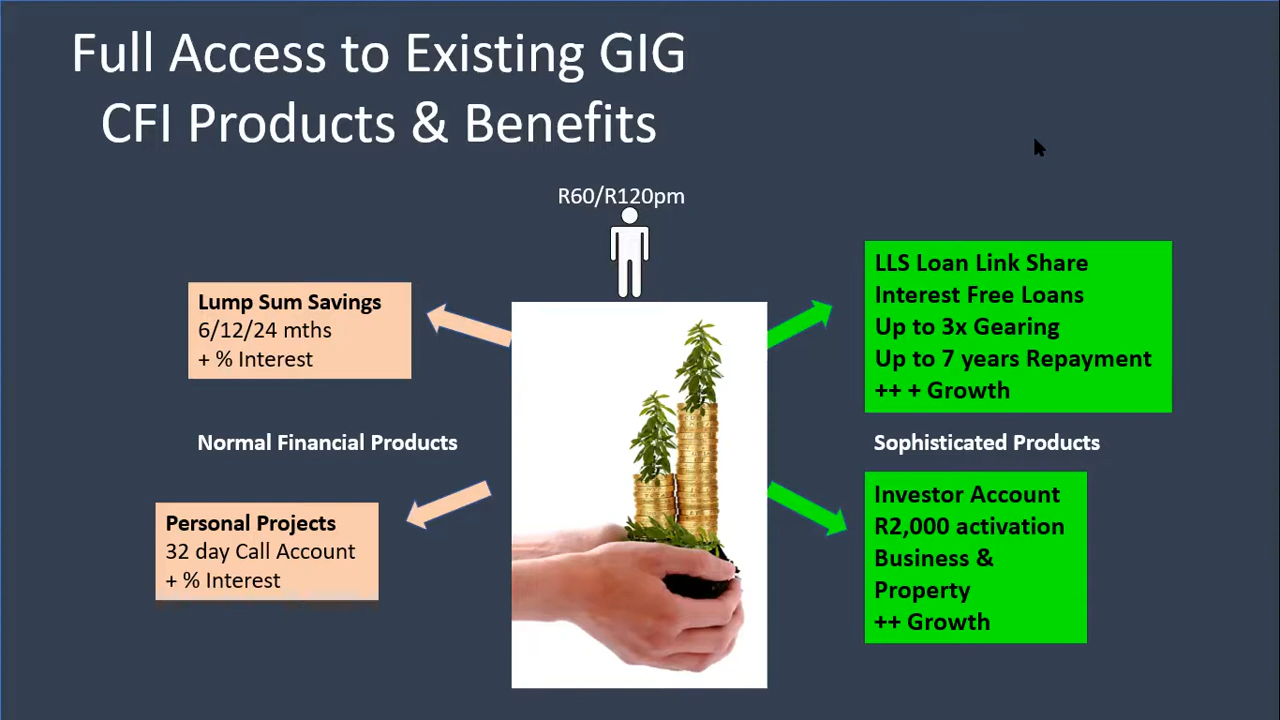 Full Access to Existing GIG
CFI Products & Benefits
R60/R120pm
Lump Sum Savings
6/12/24 mths
+ % Interest
LLS Loan Link Share
Interest Free Loans
Up to 3x Gearing
Up to 7 years Repayment
++ + Growth
Normal Financial Products
Sophisticated Products
Personal Projects
32 day Call Account
+ % Interest
Investor Account
R2,000 activation
Business &
Property
++ Growth